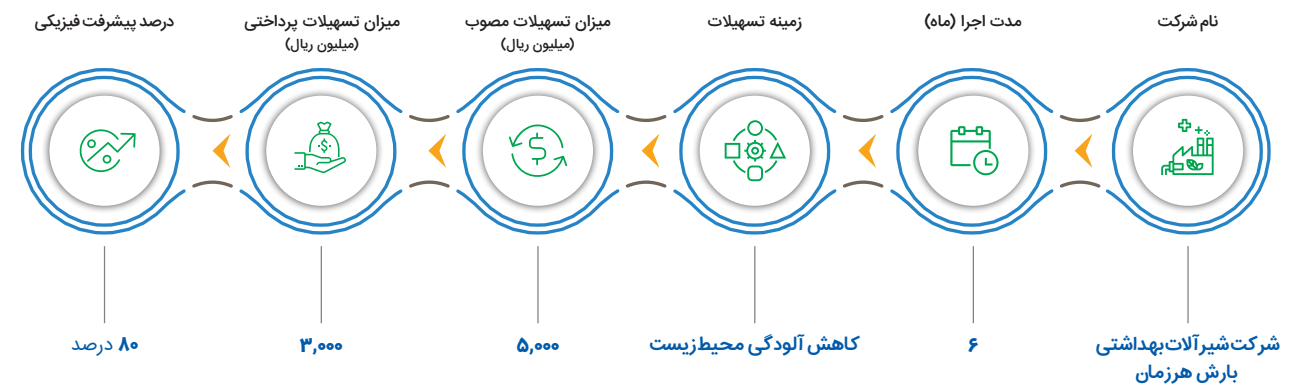 نام شرکت
مدت اجرا (ماه)
زمینه تسهیلات
میزان تسهیلات مصوب
(میلیون ریال)
میزان تسهیلات پرداختی
(میلیون ریال)
درصد پیشرفت فیزیکی
شرکت شیرآلات بهداشتی
بارش هرزمان
۶
کاهش آلودگی محیط زیست
۵,۰۰۰
۳,۰۰۰
۸۰ درصد